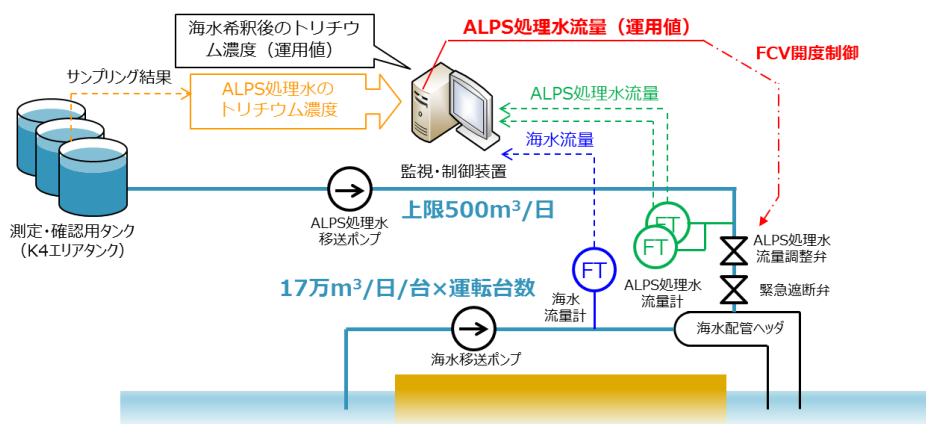 海水希釈後のトリチウ
ム濃度（運用値）
ALPS処理水流量（運用値）
FCV開度制御
サンプリング結果
ALPS処理水の
トリチウム濃度
ALPS処理水流量
海水流量
監視・制御装置
測定・確認用タンク
（K4エリアタンク）
ALPS処理水
移送ポンプ
上限500m³/日
FT
FT
ALPS処理水
流量計
ALPS処理水
流量調整弁
緊急遮断弁
FT
海水
流量計
17万m³/日/台×運転台数
海水移送ポンプ
海水配管ヘッダ